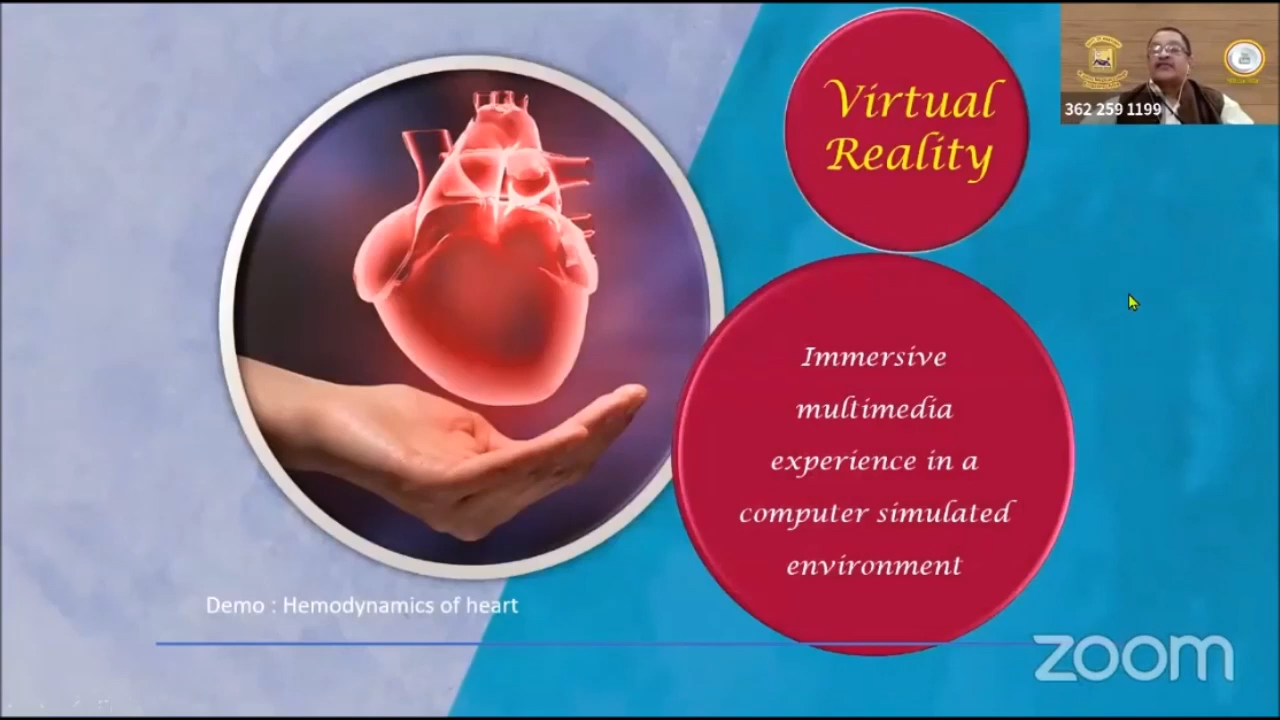 Virtual
Reality
362 259 1199
Immersive
multimedia
experience in a
computer simulated
environment
Demo : Hemodynamics of heart
zoom